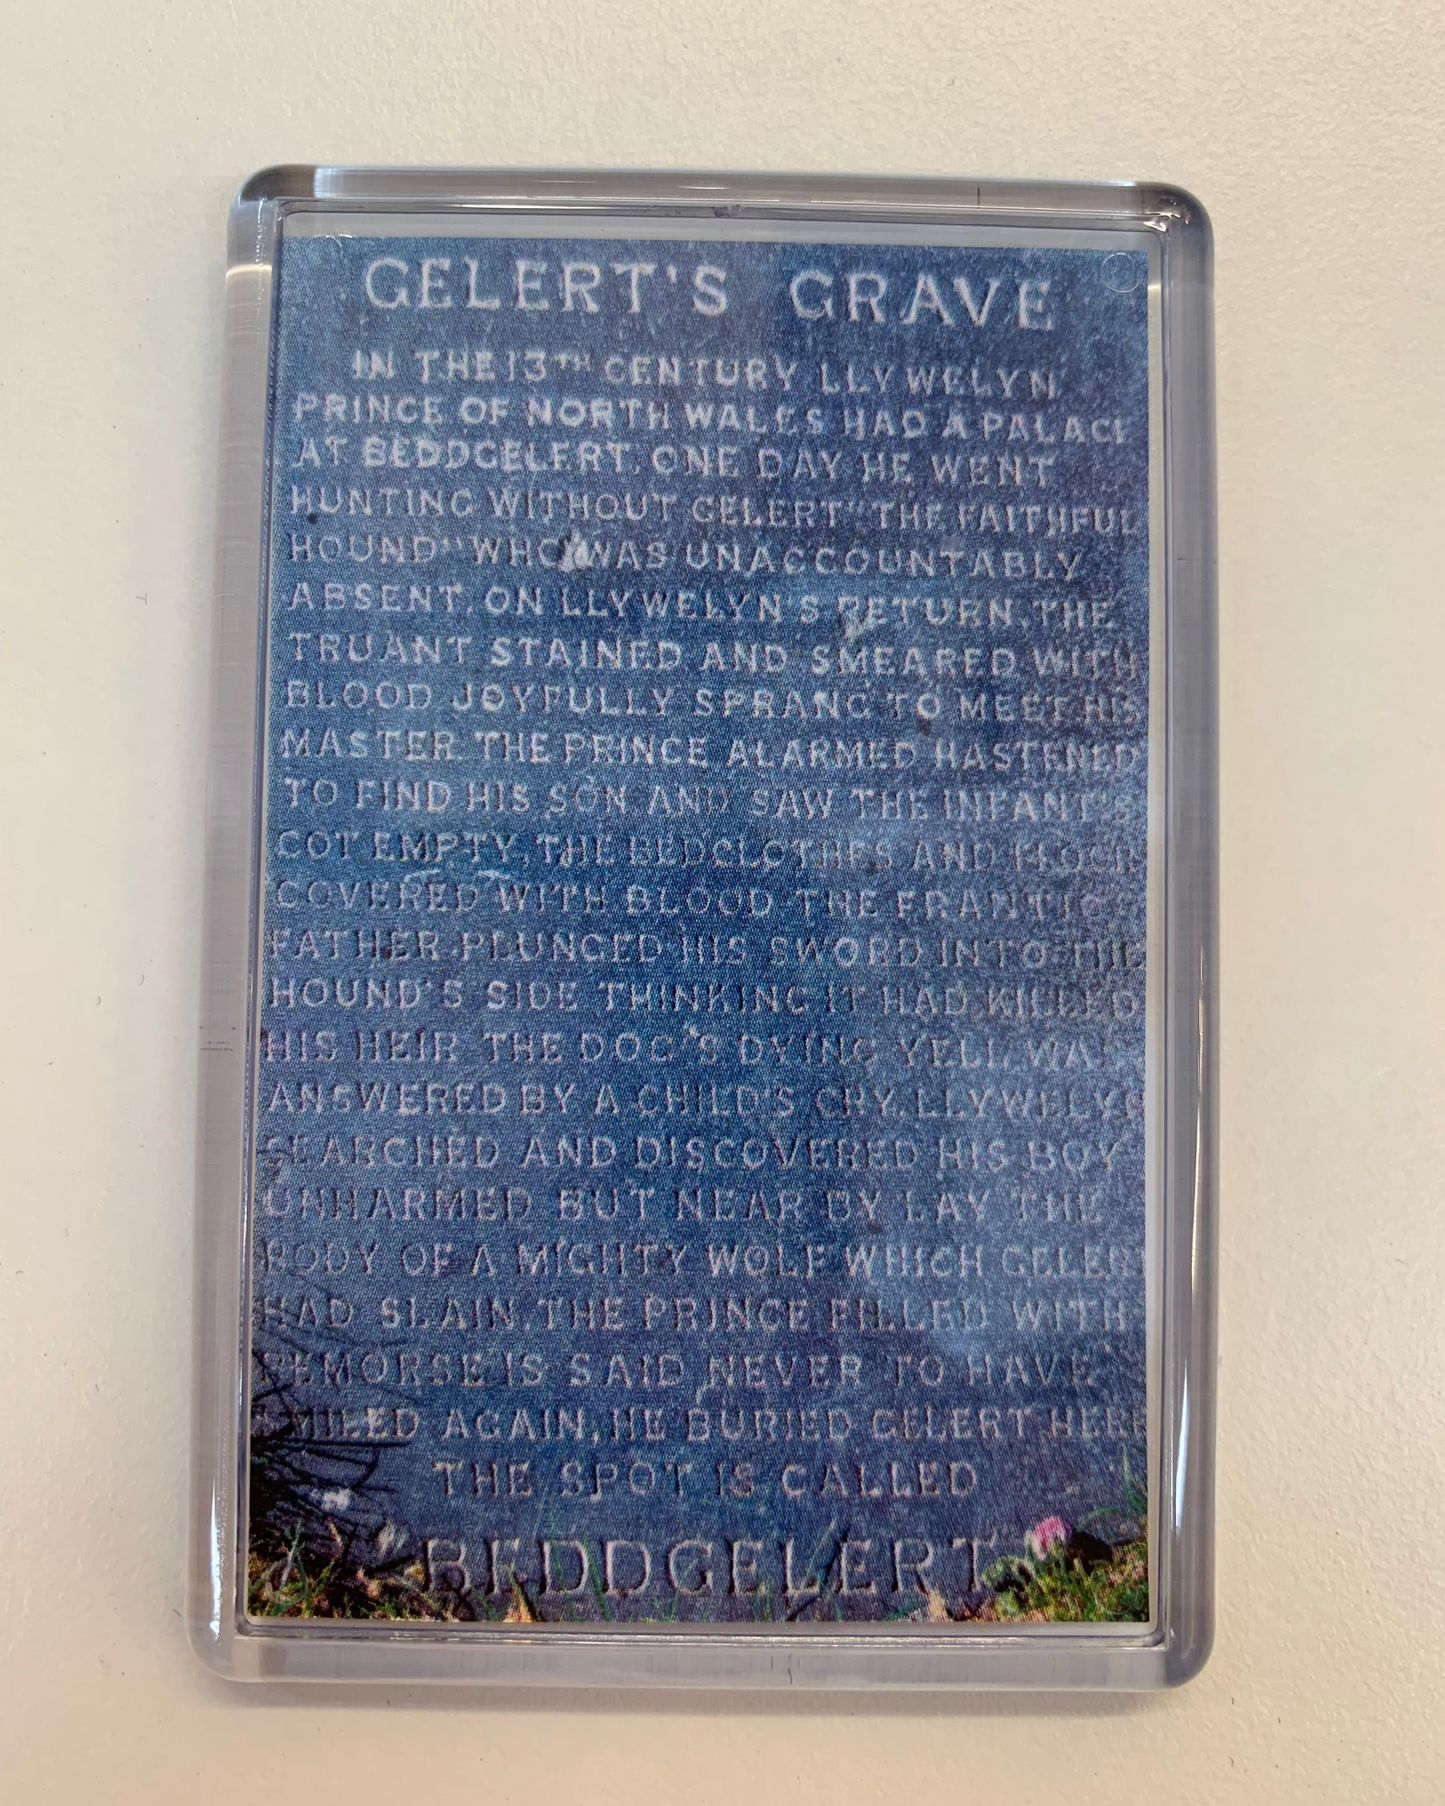 GELERT'S GRAVE
IN THE 13TH CENTURY LLYWELYN
PRINCE OF NORTH WALES HAD A PALACE
AT BEDDGELERT, ONE DAY HE WENT
HUNTING WITHOUT GELERT "THE FAITHFUL
HOUND" WHO WAS UNACCOUNTABLY
ABSENT. ON LLYWELYN'S RETURN, THE
TRUANT STAINED AND SMEARED WITH
BLOOD JOYFULLY SPRANG TO MEET HIS
MASTER. THE PRINCE ALARMED HASTENED
TO FIND HIS SON AND SAW THE INFANT'S
COT EMPTY, THE BEDCLOTHES AND FLOOR
COVERED WITH BLOOD THE FRANTIC
FATHER PLUNGED HIS SWORD INTO THE
HOUND'S SIDE THINKING IT HAD KILLED
HIS HEIR THE DOG'S DYING YELL WAS
ANSWERED BY A CHILD'S CRY. LLYWELYN
SEARCHED AND DISCOVERED HIS BOY
UNHARMED BUT NEAR BY LAY THE
BODY OF A MIGHTY WOLF WHICH GELERT
HAD SLAIN. THE PRINCE FILLED WITH
REMORSE IS SAID NEVER TO HAVE
SMILED AGAIN, HE BURIED GELERT HERE
THE SPOT IS CALLED
BEDDGELERT